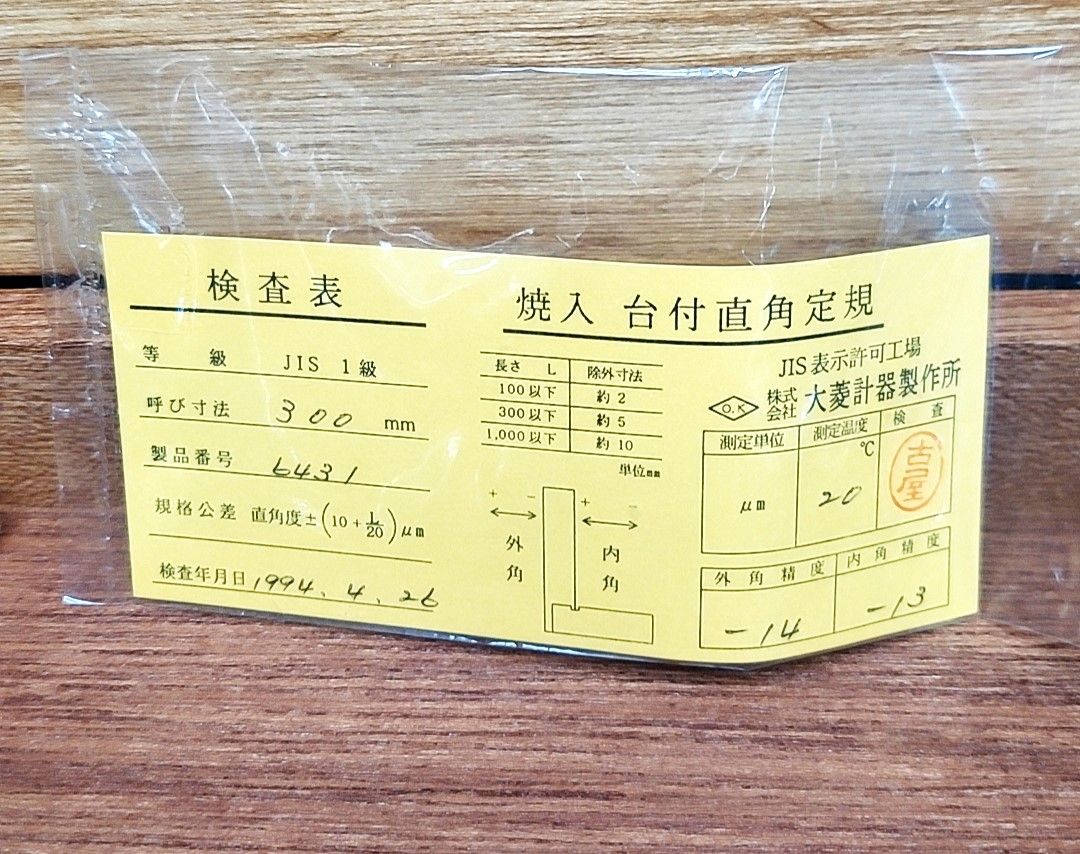 検査表
等級 JIS 1級
呼び寸法 300 mm
製品番号 6431
規格公差 直角度±(10+L/20)μm
検査年月日 1994.4.26
焼入 台付直角定規
長さ L 除外寸法
100以下 約2
300以下 約5
1,000以下 約10
単位mm
+ − + −
外角 内角
JIS表示許可工場
O.K 株式会社 大菱計器製作所
測定単位 測定温度 検査
μm 20 ℃ 古屋
外角精度 内角精度
−14 −13